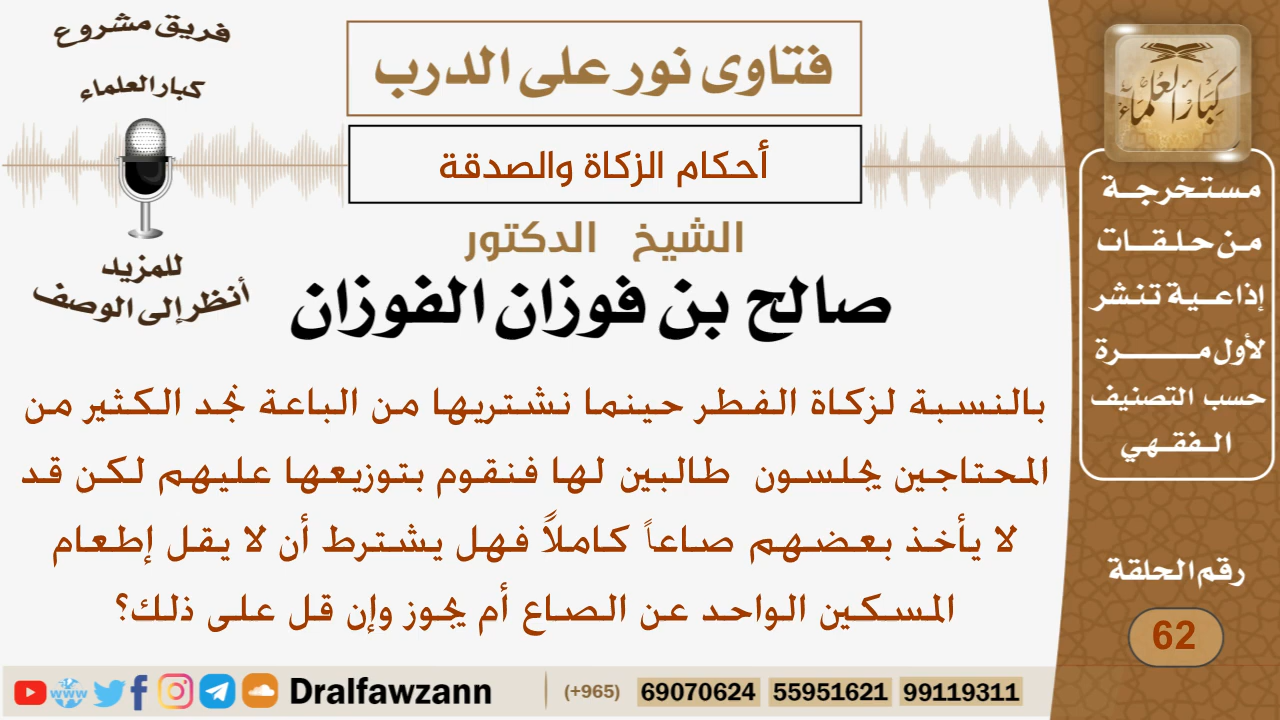 فريق مشروع
كبار العلماء
للمزيد
أنظر إلى الوصف
فتاوى نور على الدرب
أحكام الزكاة والصدقة
الشيخ الدكتور
صالح بن فوزان الفوزان
بالنسبة لزكاة الفطر حينما نشتريها من الباعة نجد الكثير من
المحتاجين يجلسون طالبين لها فنقوم بتوزيعها عليهم لكن قد
لا يأخذ بعضهم صاعاً كاملاً فهل يشترط أن لا يقل إطعام
المسكين الواحد عن الصاع أم يجوز وإن قل على ذلك؟
كبار العلماء
مستخرجة
من حلقات
إذاعية تنشر
لأول مرة
حسب التصنيف
الفقهي
رقم الحلقة
62
www
Dralfawzann
(+965) 69070624 55951621 99119311